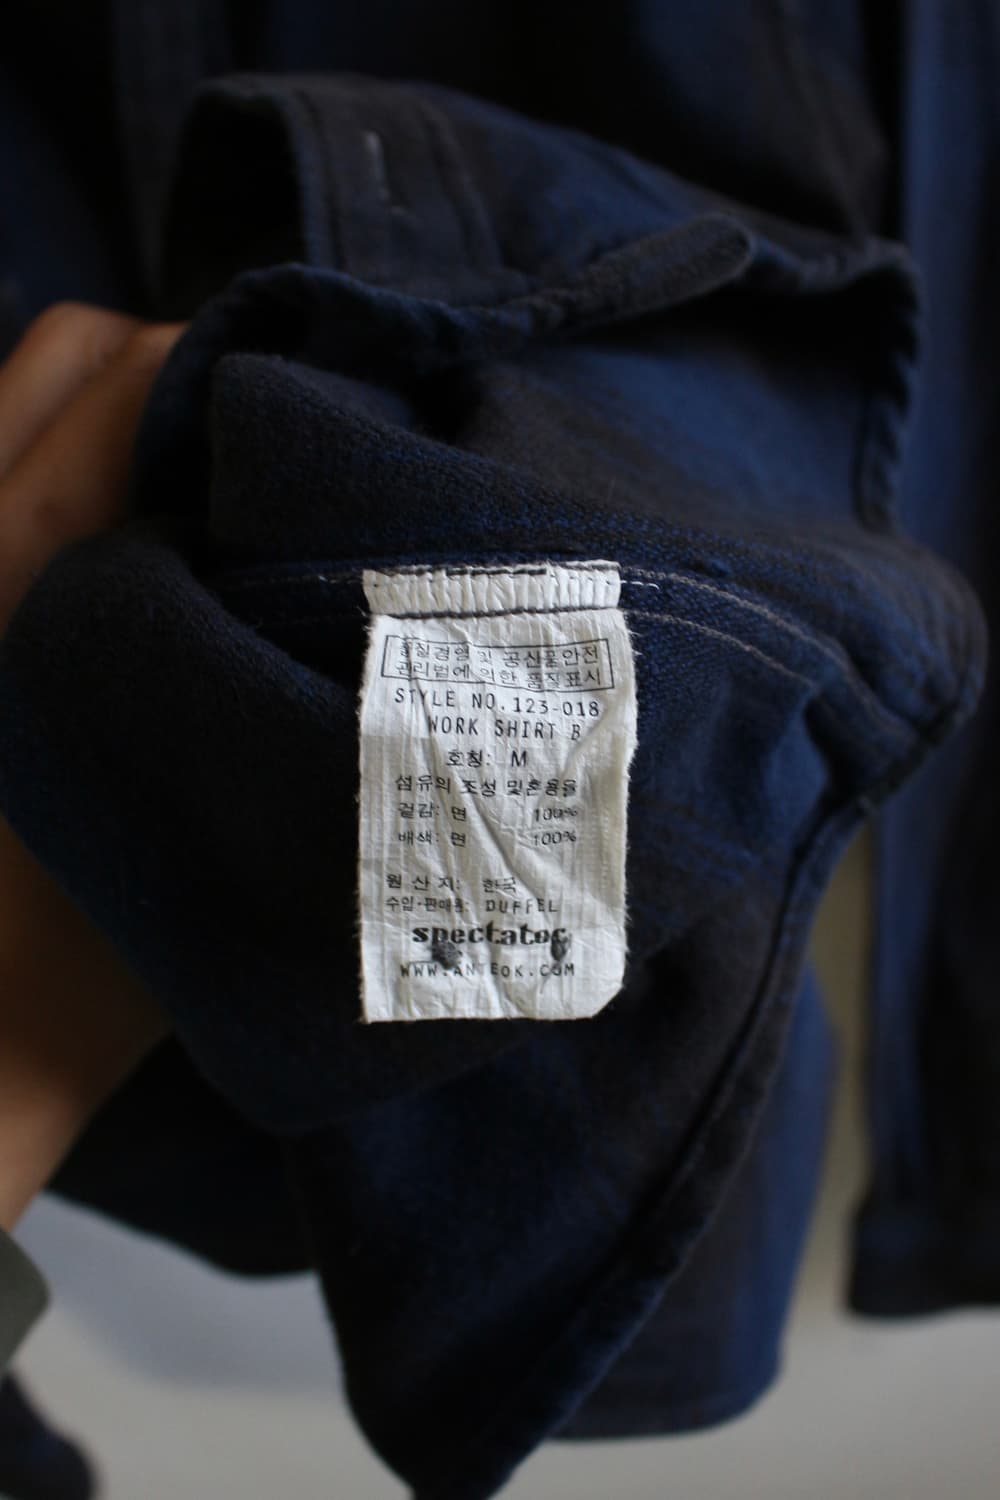 품질경영 및 공산품안전
관리법에 의한 품질표시
STYLE NO.123-018
WORK SHIRT B
호칭: M
섬유의 조성 및혼용율
겉감: 면 100%
배색: 면 100%
원 산 지: 한국
수입·판매원: DUFFEL
spectator
WWW.ANTEOK.COM